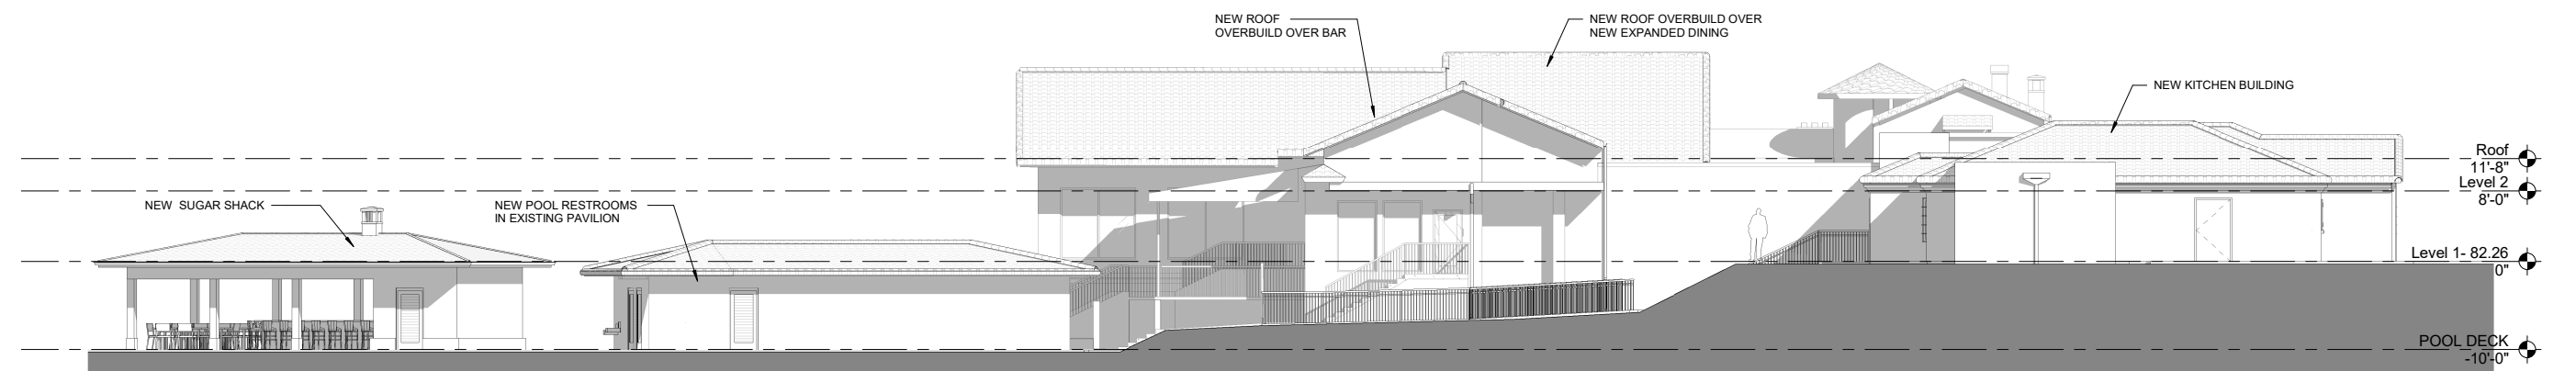 NEW ROOF
OVERBUILD OVER BAR
NEW ROOF OVERBUILD OVER
NEW EXPANDED DINING
NEW KITCHEN BUILDING
NEW SUGAR SHACK
NEW POOL RESTROOMS
IN EXISTING PAVILION
Roof
11'-8"
Level 2
8'-0"
Level 1- 82.26
0"
POOL DECK
-10'-0"